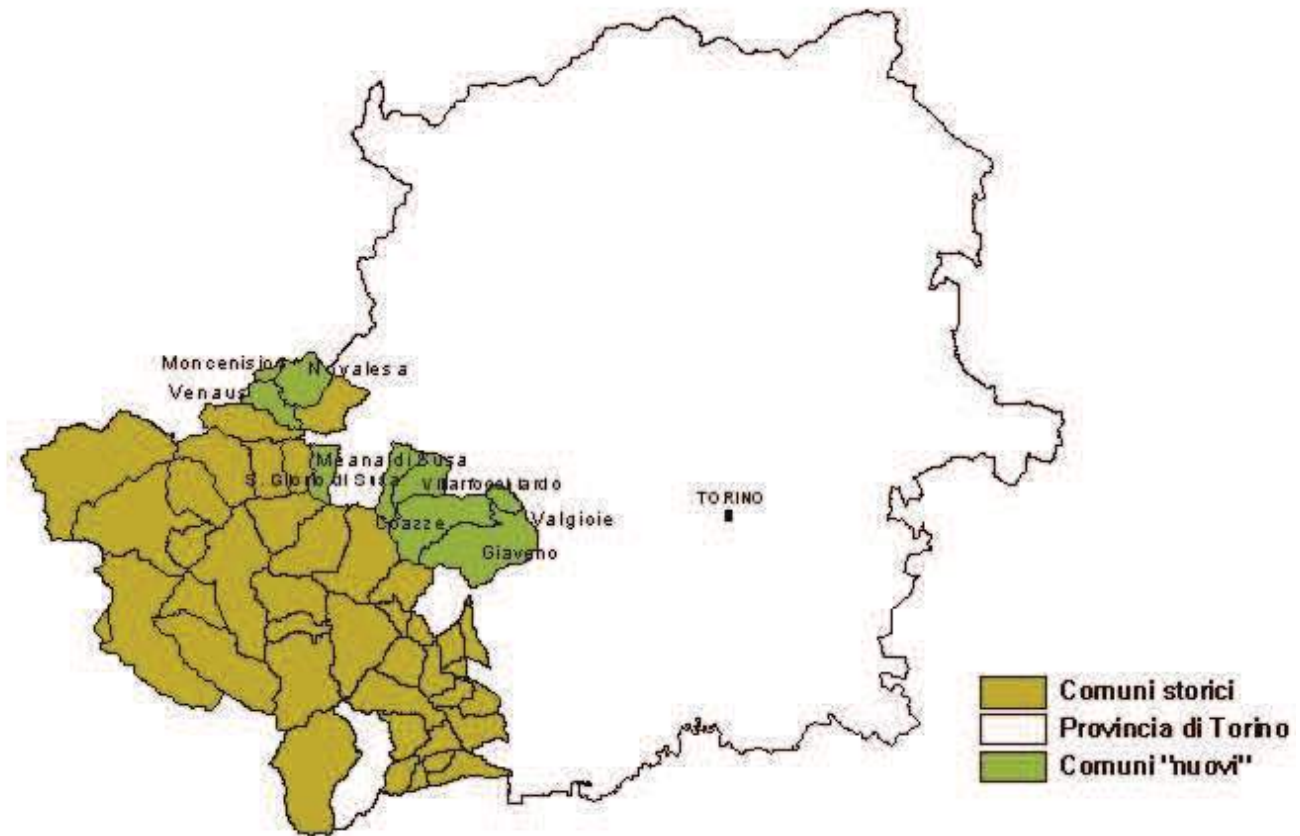 Moncenisio
Novalesa
Venaus
Meana di Susa
S. Giorio di Susa
Villarfocchiardo
TORINO
Coazze
Valgioie
Giaveno
Comuni storici
Provincia di Torino
Comuni "nuovi"